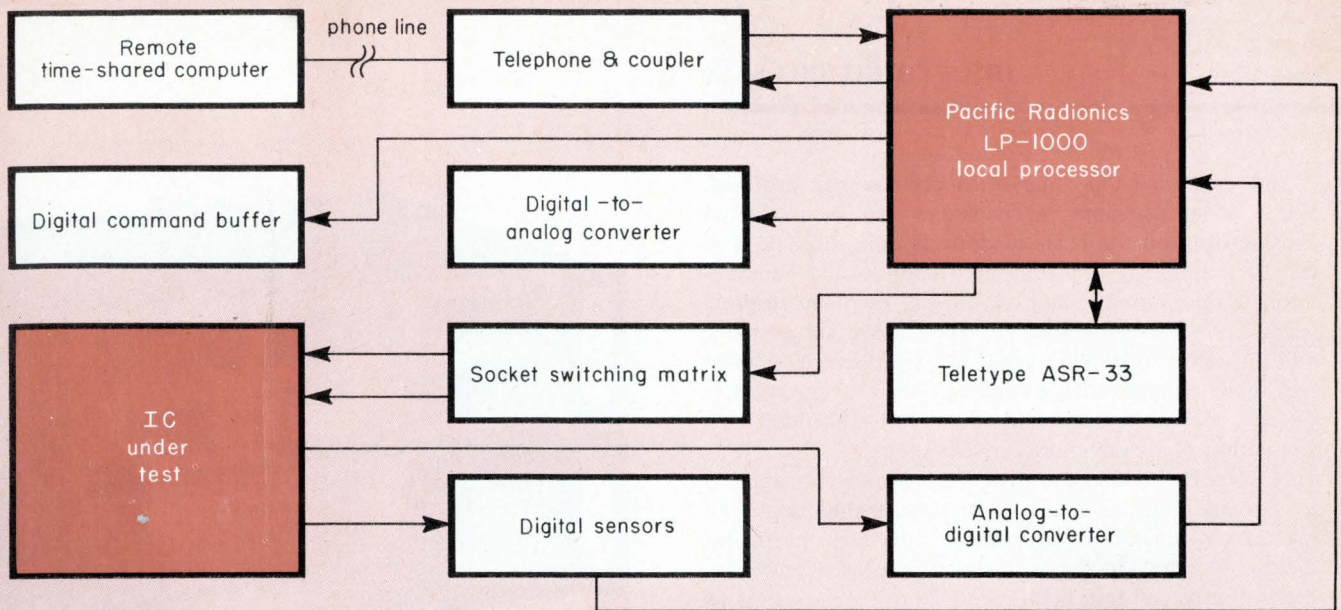 Remote
time-shared computer
phone line
Telephone & coupler
Pacific Radionics
LP-1000
local processor
Digital command buffer
Digital -to-
analog converter
IC
under
test
Socket switching matrix
Teletype ASR-33
Digital sensors
Analog-to-
digital converter